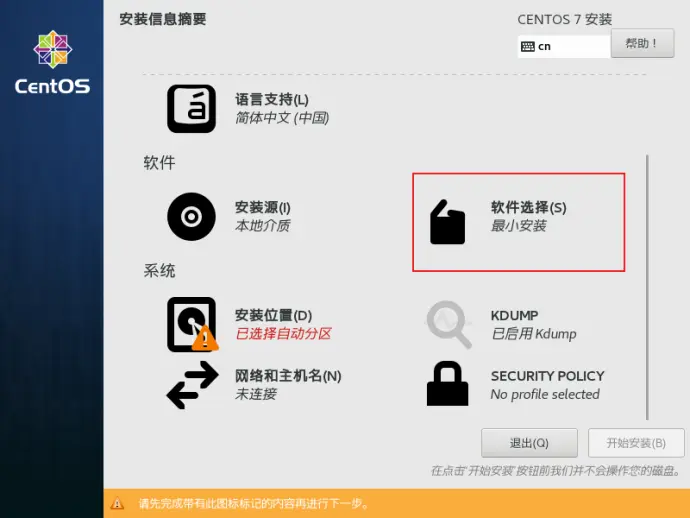 安装信息摘要
CENTOS 7 安装
cn
帮助！
CentOS
语言支持(L)
简体中文 (中国)
软件
安装源(I)
本地介质
软件选择(S)
最小安装
系统
安装位置(D)
已选择自动分区
KDUMP
已启用 Kdump
网络和主机名(N)
未连接
SECURITY POLICY
No profile selected
退出(Q)
开始安装(B)
在点击'开始安装'按钮前我们并不会操作您的磁盘。
请先完成带有此图标标记的内容再进行下一步。